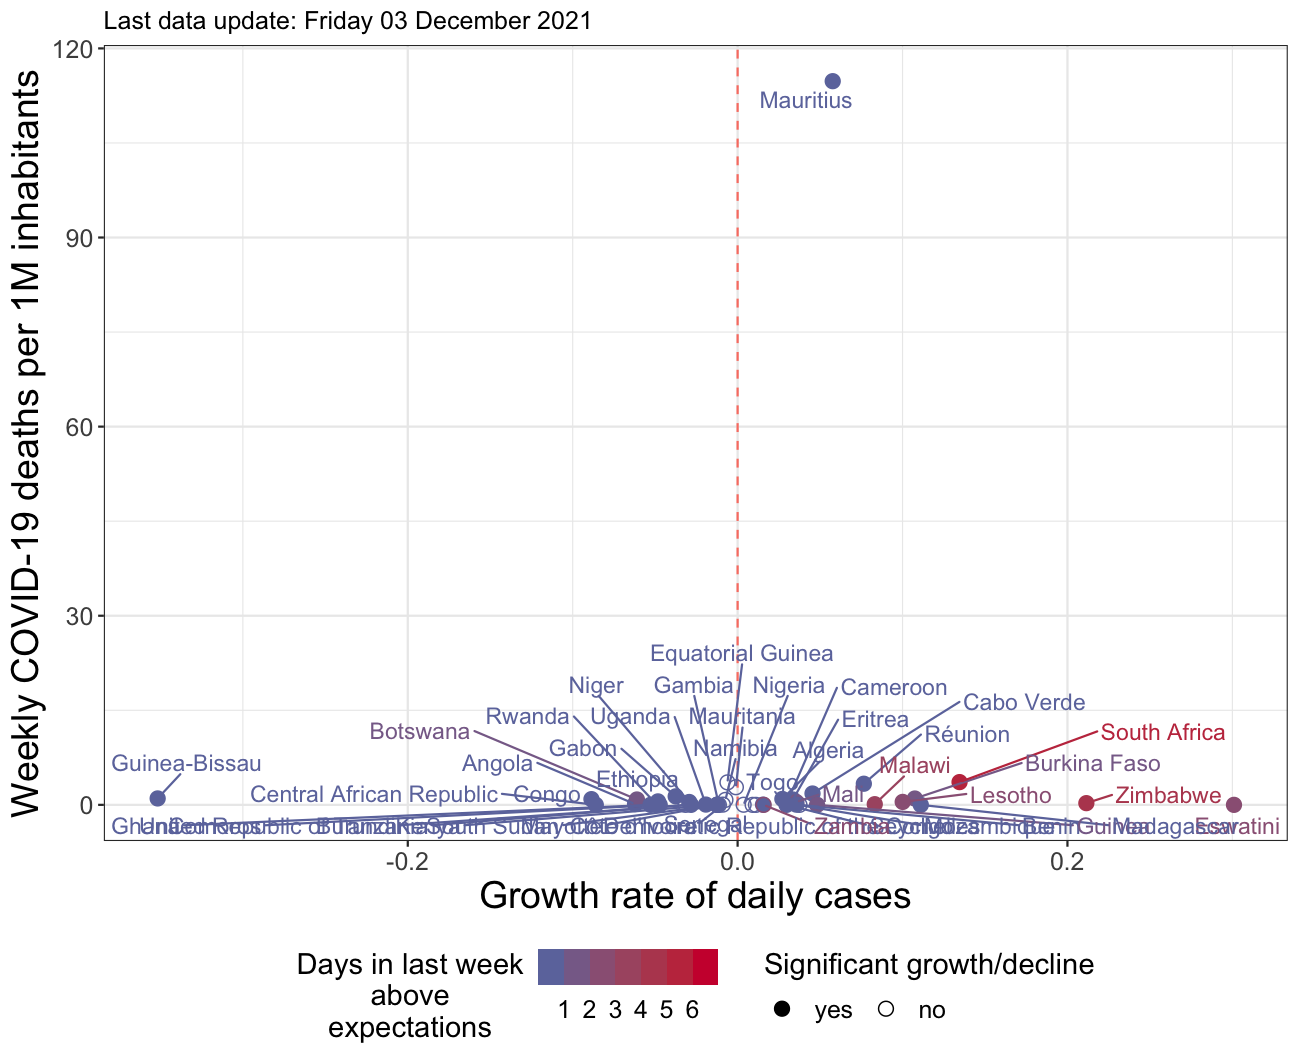 Last data update: Friday 03 December 2021
Weekly COVID-19 deaths per 1M inhabitants
120
90
60
30
0
Mauritius
Equatorial Guinea
Niger
Gambia
Nigeria
Cameroon
Cabo Verde
Rwanda
Uganda
Mauritania
Eritrea
Botswana
Réunion
South Africa
Gabon
Namibia
Algeria
Guinea-Bissau
Angola
Malawi
Burkina Faso
Ethiopia
Togo
Central African Republic
Congo
Mali
Lesotho
Zimbabwe
Ghana
Mozambique
Benin
Guinea
Madagascar
Eswatini
-0.2
0.0
0.2
Growth rate of daily cases
Days in last week
above
expectations
1 2 3 4 5 6
Significant growth/decline
yes
no